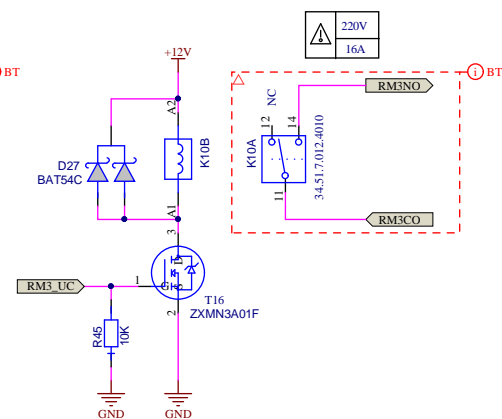 220V
16A
BT
+12V
i BT
RM3NO
A2
NC
12
14
D27
BAT54C
K10B
K10A
34.51.7.012.4010
11
A1
RM3CO
3
D
RM3_UC
1
G
S
T16
2
ZXMN3A01F
R45
10K
GND
GND